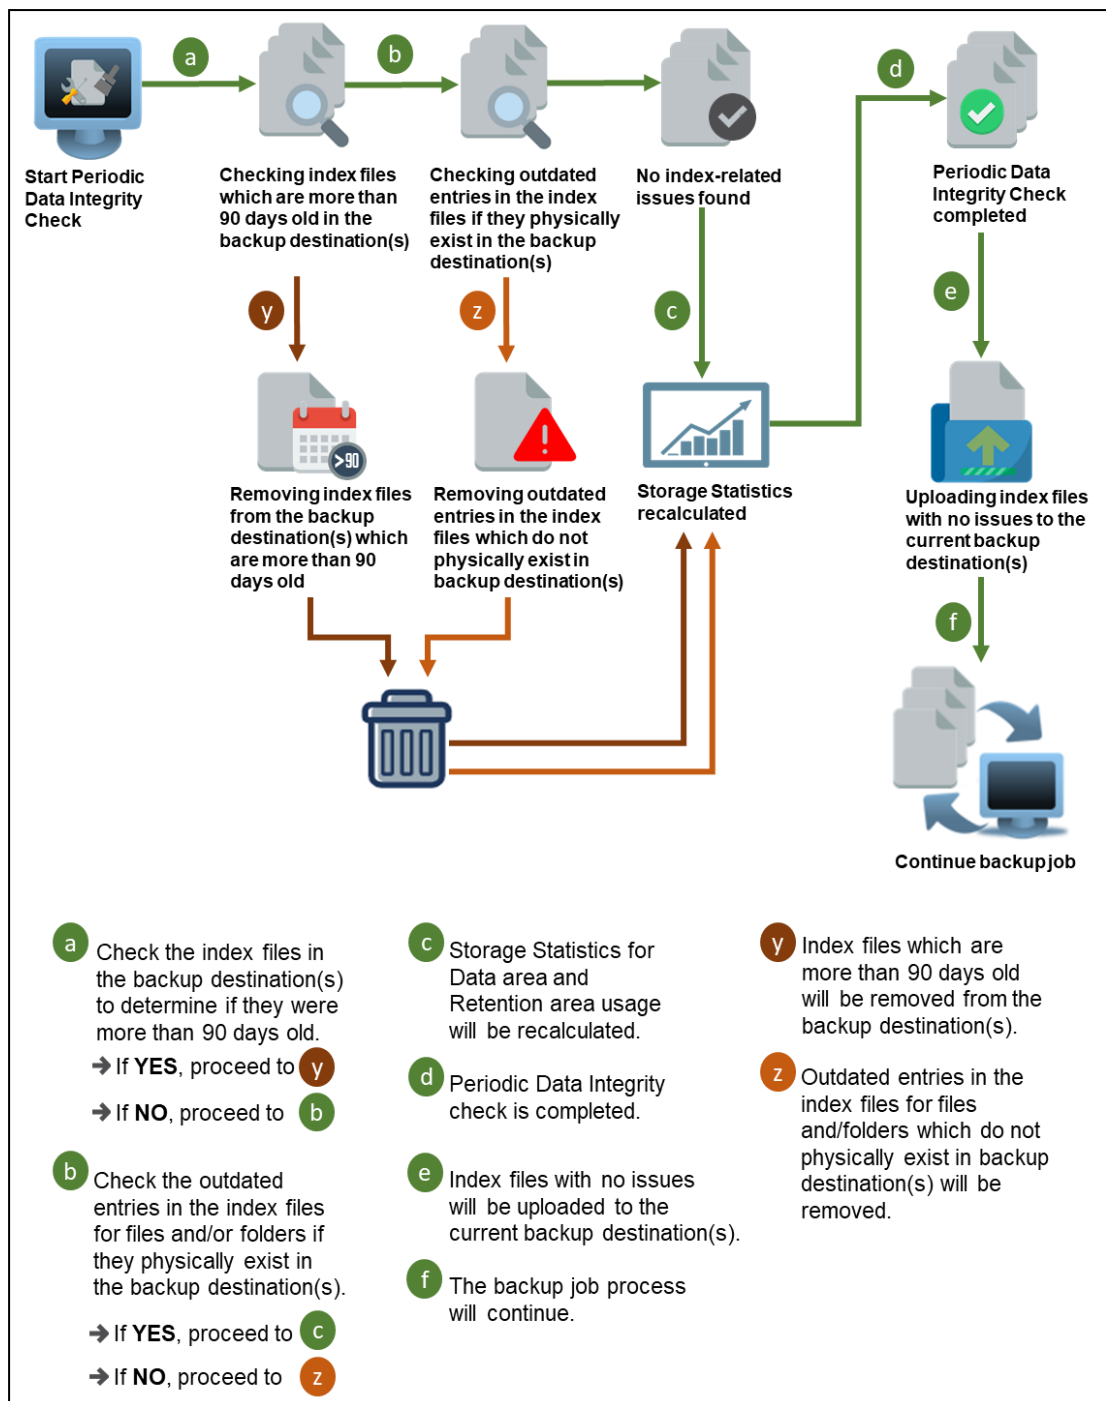 a
b
d
Start Periodic
Data Integrity
Check
Checking index files
which are more than
90 days old in the
backup destination(s)
Checking outdated
entries in the index
files if they physically
exist in the backup
destination(s)
No index-related
issues found
Periodic Data
Integrity Check
completed
y
z
c
e
>90
Removing index files
from the backup
destination(s) which
are more than 90
days old
Removing outdated
entries in the index
files which do not
physically exist in
backup destination(s)
Storage Statistics
recalculated
Uploading index files
with no issues to the
current backup
destination(s)
f
Continue backup job
a
Check the index files in
the backup destination(s)
to determine if they were
more than 90 days old.
➔ If YES, proceed to y
➔ If NO, proceed to b
b
Check the outdated
entries in the index files
for files and/or folders if
they physically exist in
the backup destination(s).
➔ If YES, proceed to c
➔ If NO, proceed to z
c
Storage Statistics for
Data area and
Retention area usage
will be recalculated.
d
Periodic Data Integrity
check is completed.
e
Index files with no issues
will be uploaded to the
current backup destination(s).
f
The backup job process
will continue.
y
Index files which are
more than 90 days old
will be removed from the
backup destination(s).
z
Outdated entries in the
index files for files
and/folders which do not
physically exist in backup
destination(s) will be
removed.